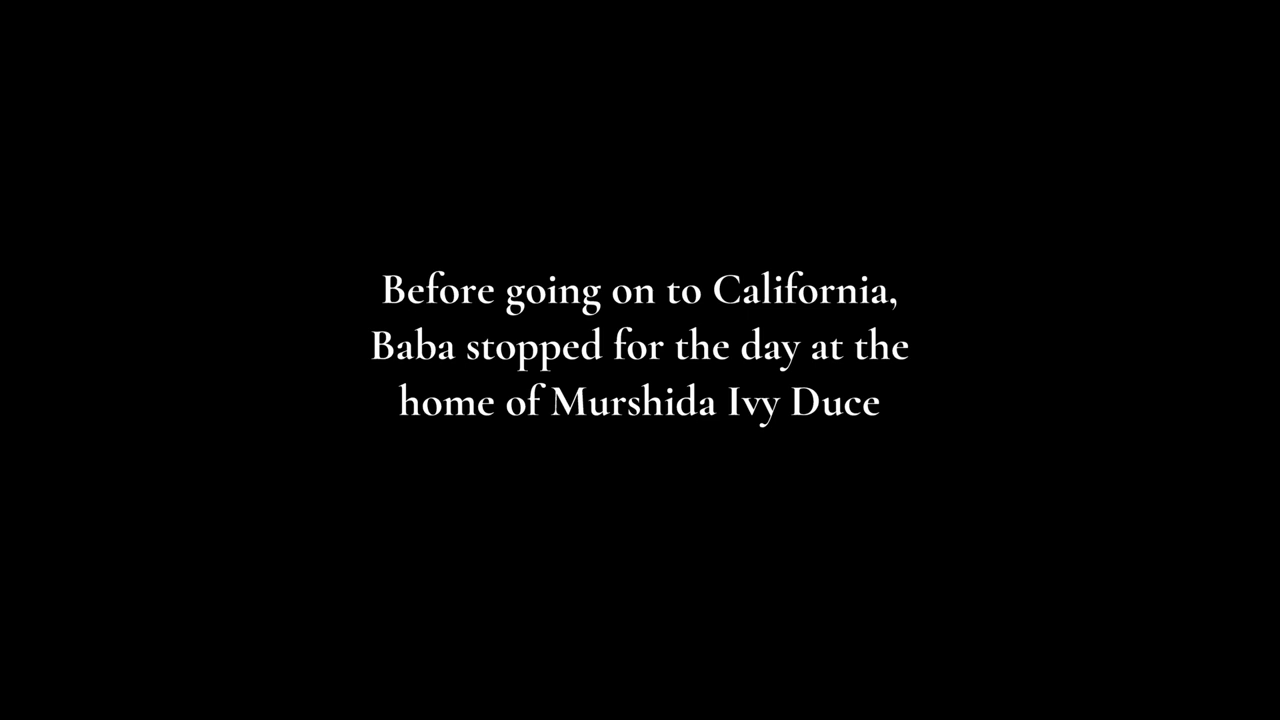 Before going on to California,
Baba stopped for the day at the
home of Murshida Ivy Duce